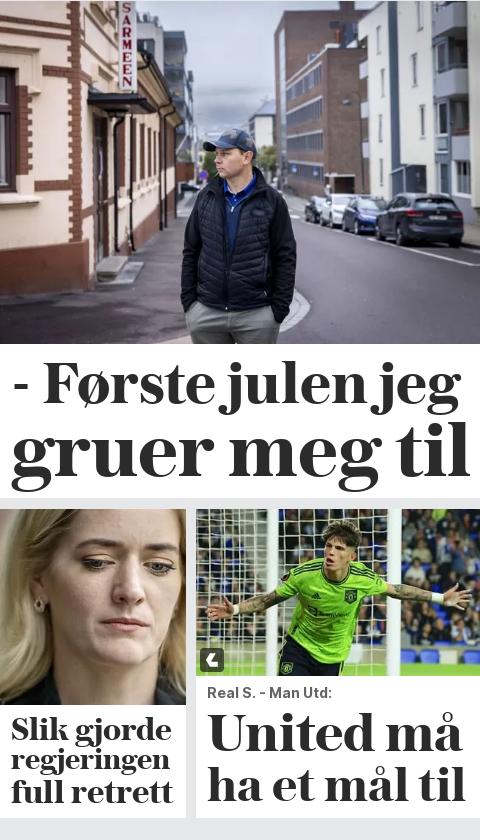 SARMEEN
- Første julen jeg
gruer meg til
Slik gjorde
regjeringen
full retrett
Real S. - Man Utd:
United må
ha et mål til